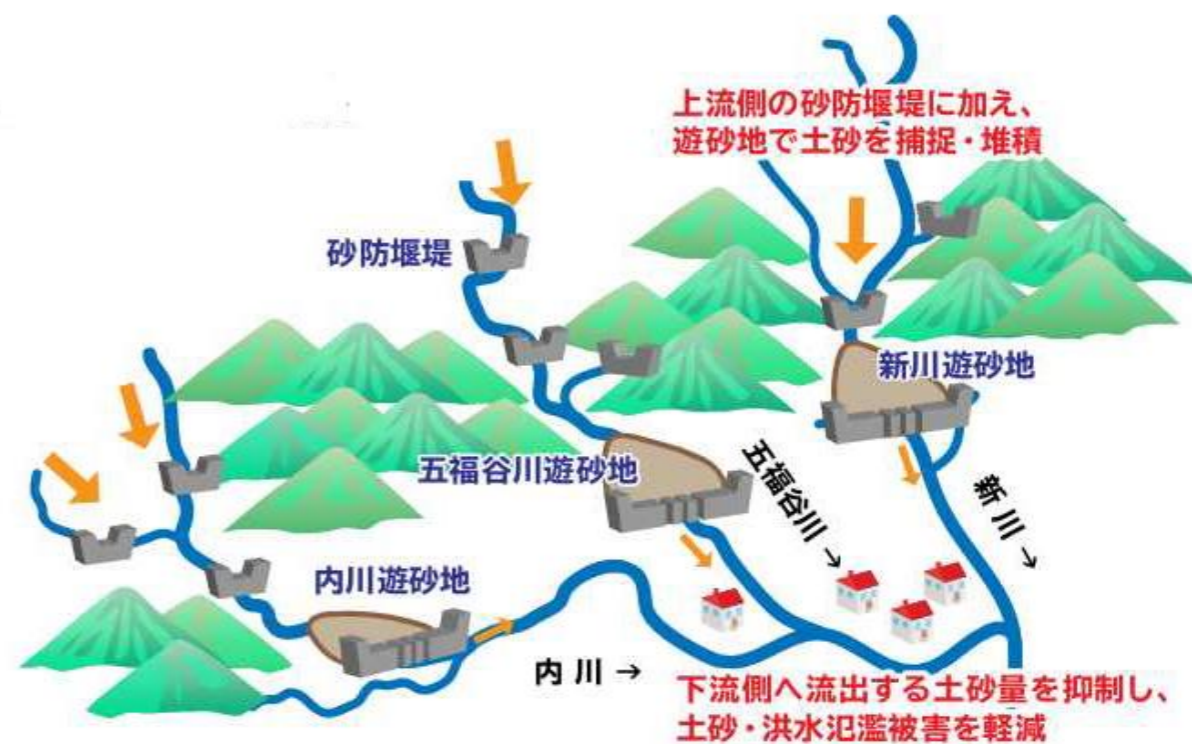 上流側の砂防堰堤に加え、
遊砂地で土砂を捕捉・堆積
砂防堰堤
新川遊砂地
五福谷川遊砂地
五福谷川→
新川→
内川遊砂地
内川→
下流側へ流出する土砂量を抑制し、
土砂・洪水氾濫被害を軽減